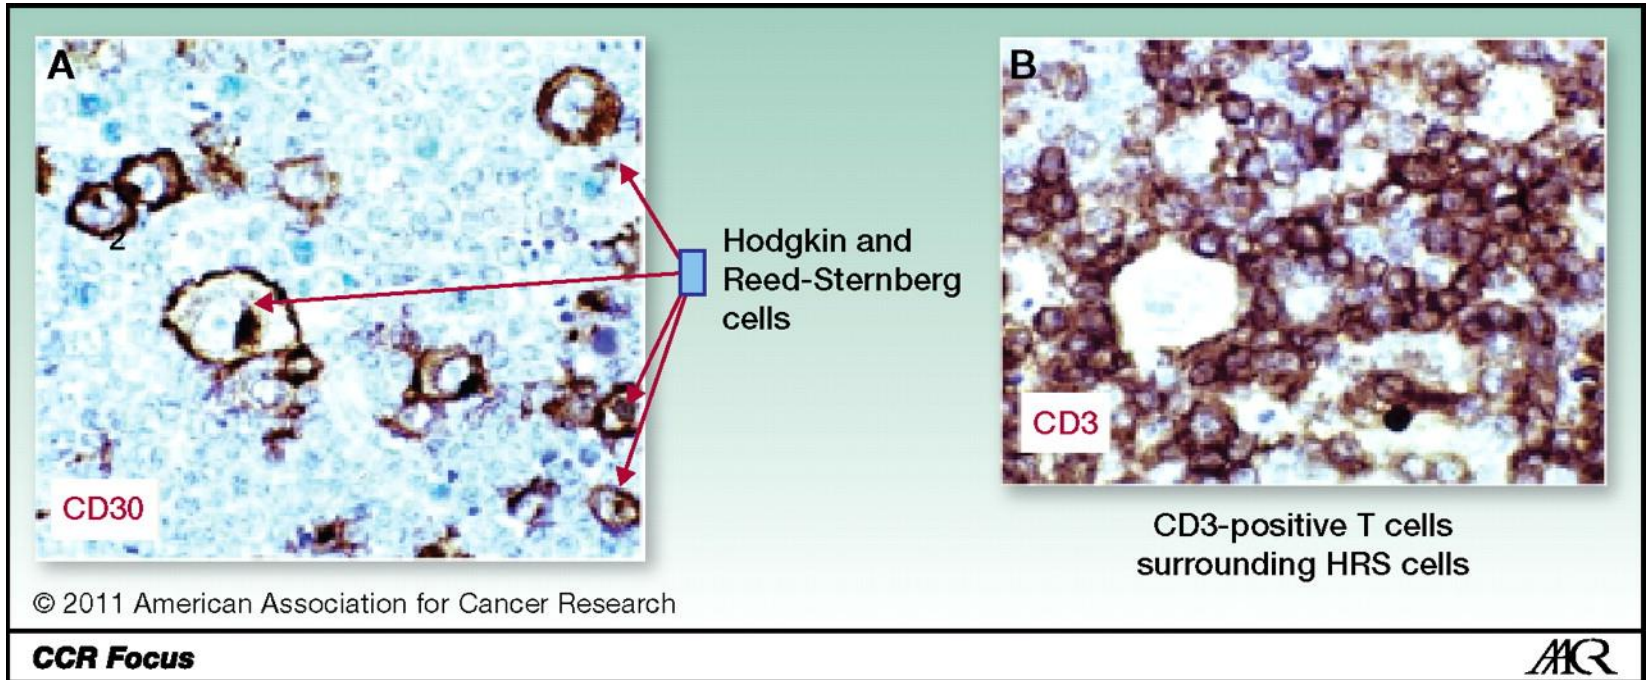 A
2
CD30
Hodgkin and
Reed-Sternberg
cells
B
CD3
CD3-positive T cells
surrounding HRS cells
© 2011 American Association for Cancer Research
CCR Focus
AACR